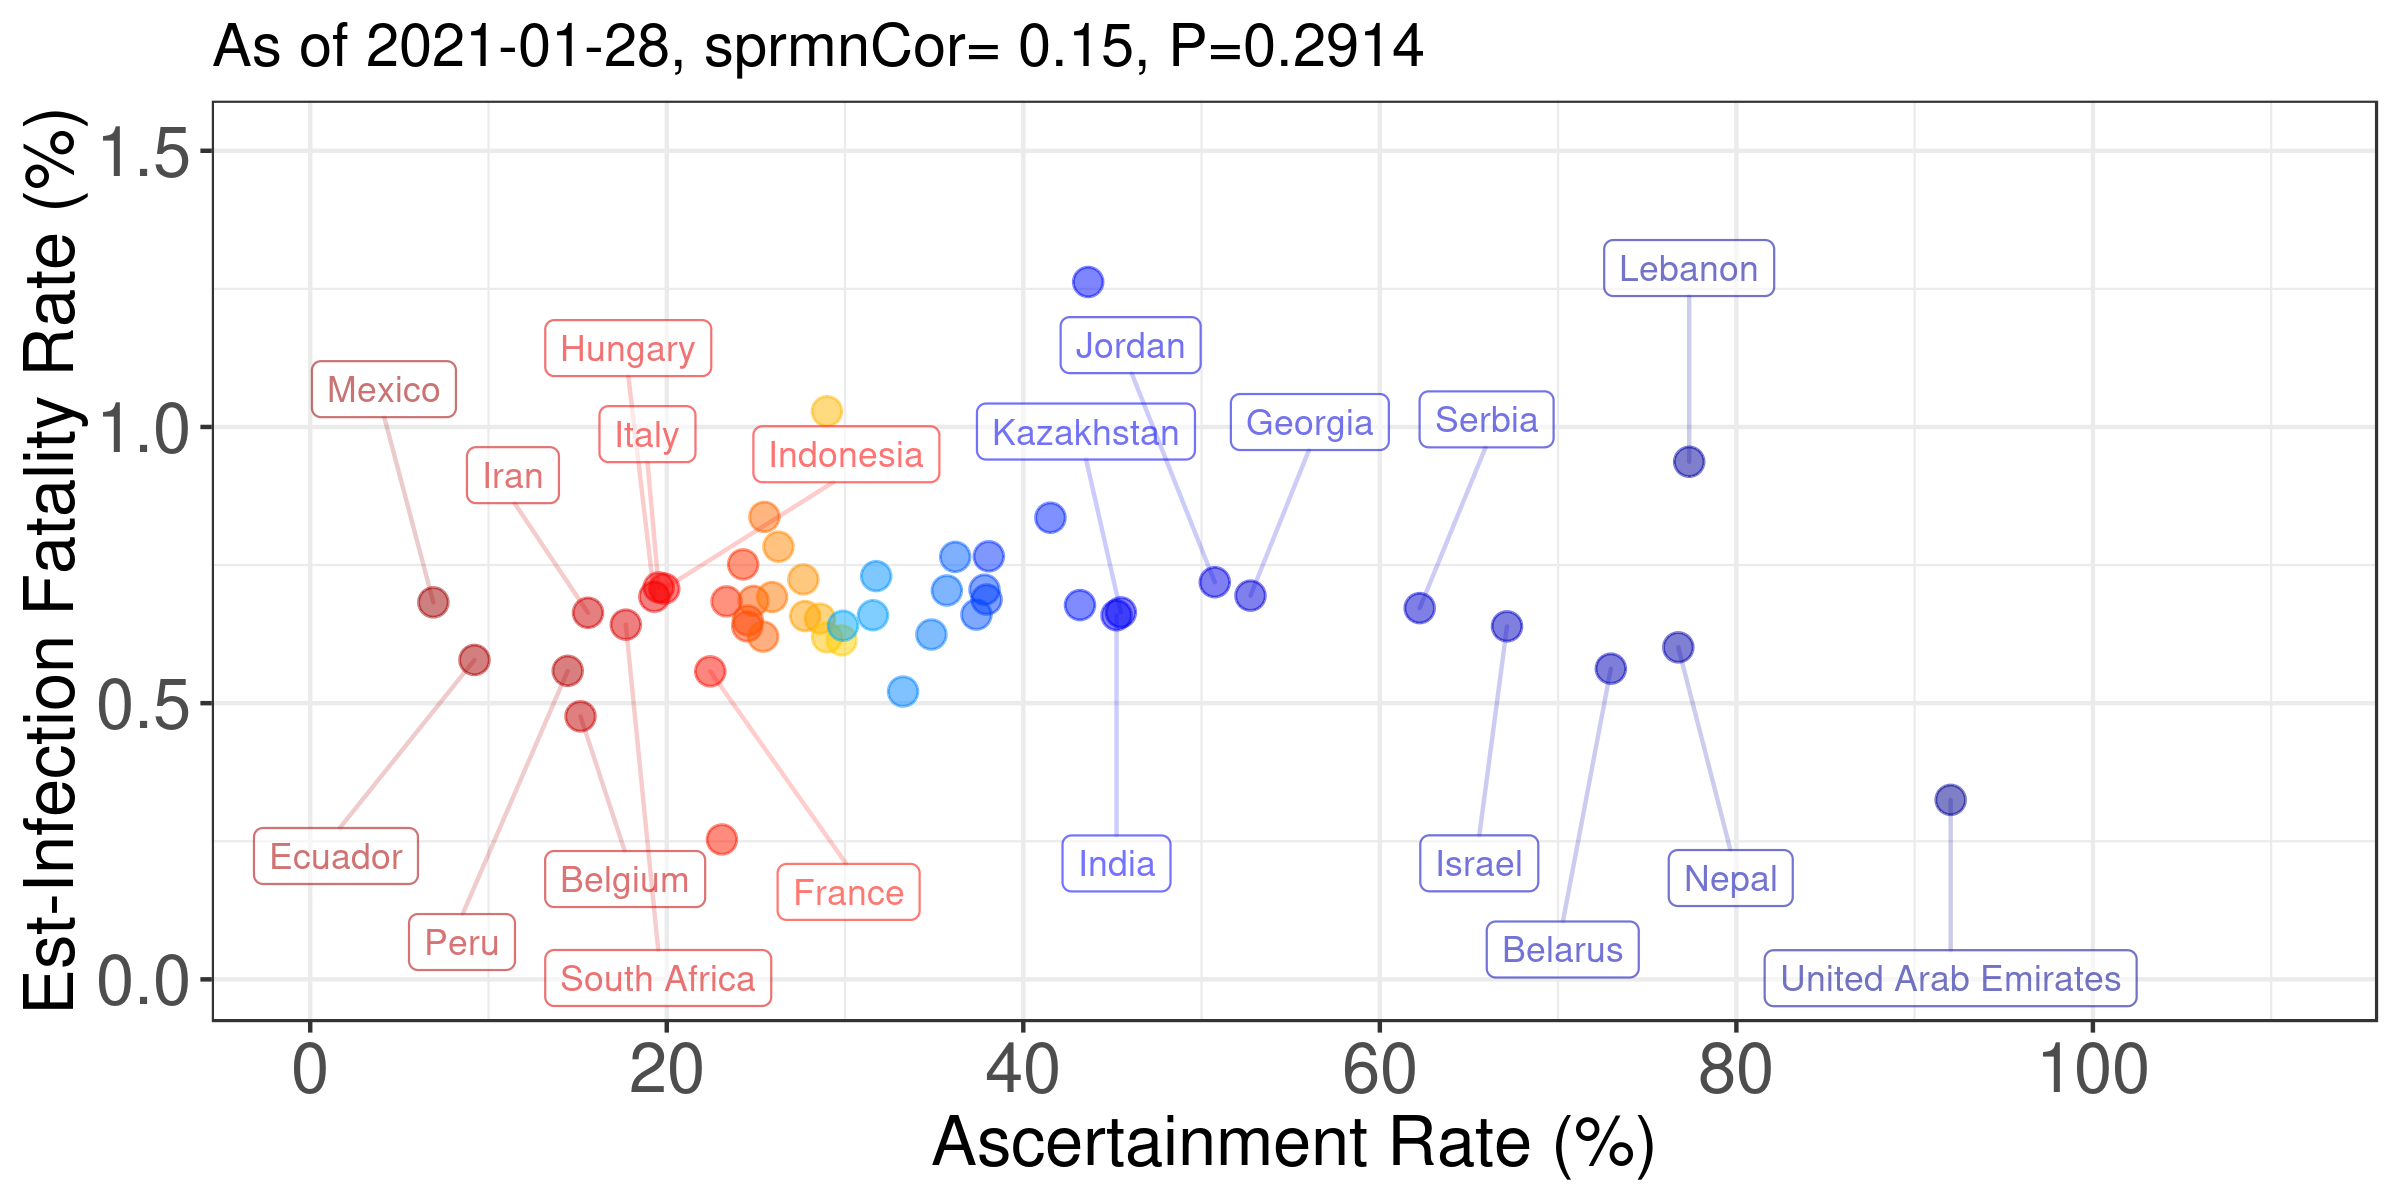 As of 2021-01-28, sprmnCor= 0.15, P=0.2914
Est-Infection Fatality Rate (%)
1.5
1.0
0.5
0.0
Lebanon
Hungary
Jordan
Mexico
Italy
Kazakhstan
Georgia
Serbia
Indonesia
Iran
Ecuador
Belgium
France
India
Israel
Nepal
Peru
Belarus
South Africa
United Arab Emirates
0 20 40 60 80 100
Ascertainment Rate (%)